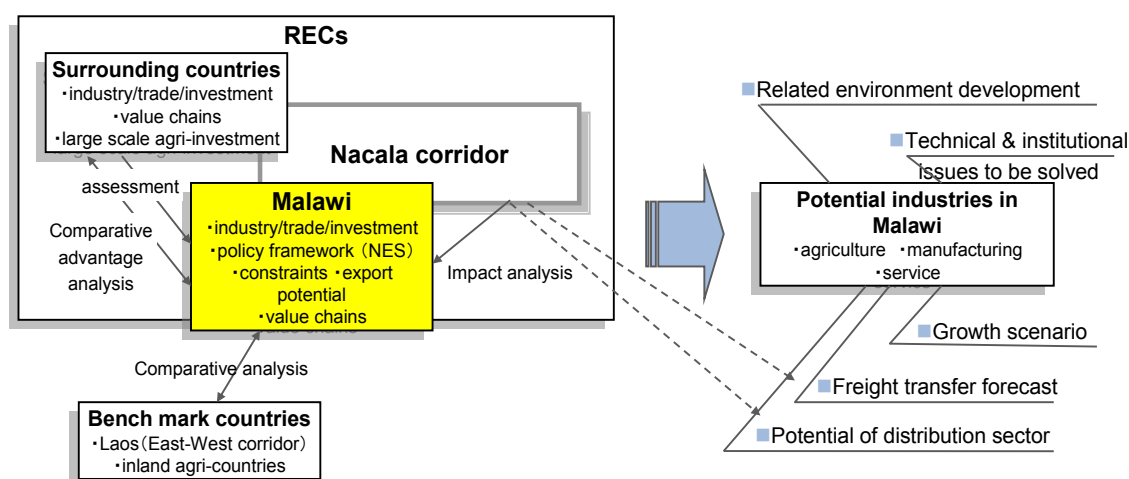 RECs
Surrounding countries
・industry/trade/investment
・value chains
・large scale agri-investment
Nacala corridor
assessment
Comparative
advantage
analysis
Malawi
・industry/trade/investment
・policy framework（NES）
・constraints ・export
potential
・value chains
Impact analysis
Comparative analysis
Bench mark countries
・Laos（East-West corridor）
・inland agri-countries
Related environment development
Technical & institutional
issues to be solved
Potential industries in
Malawi
・agriculture ・manufacturing
・service
Growth scenario
Freight transfer forecast
Potential of distribution sector